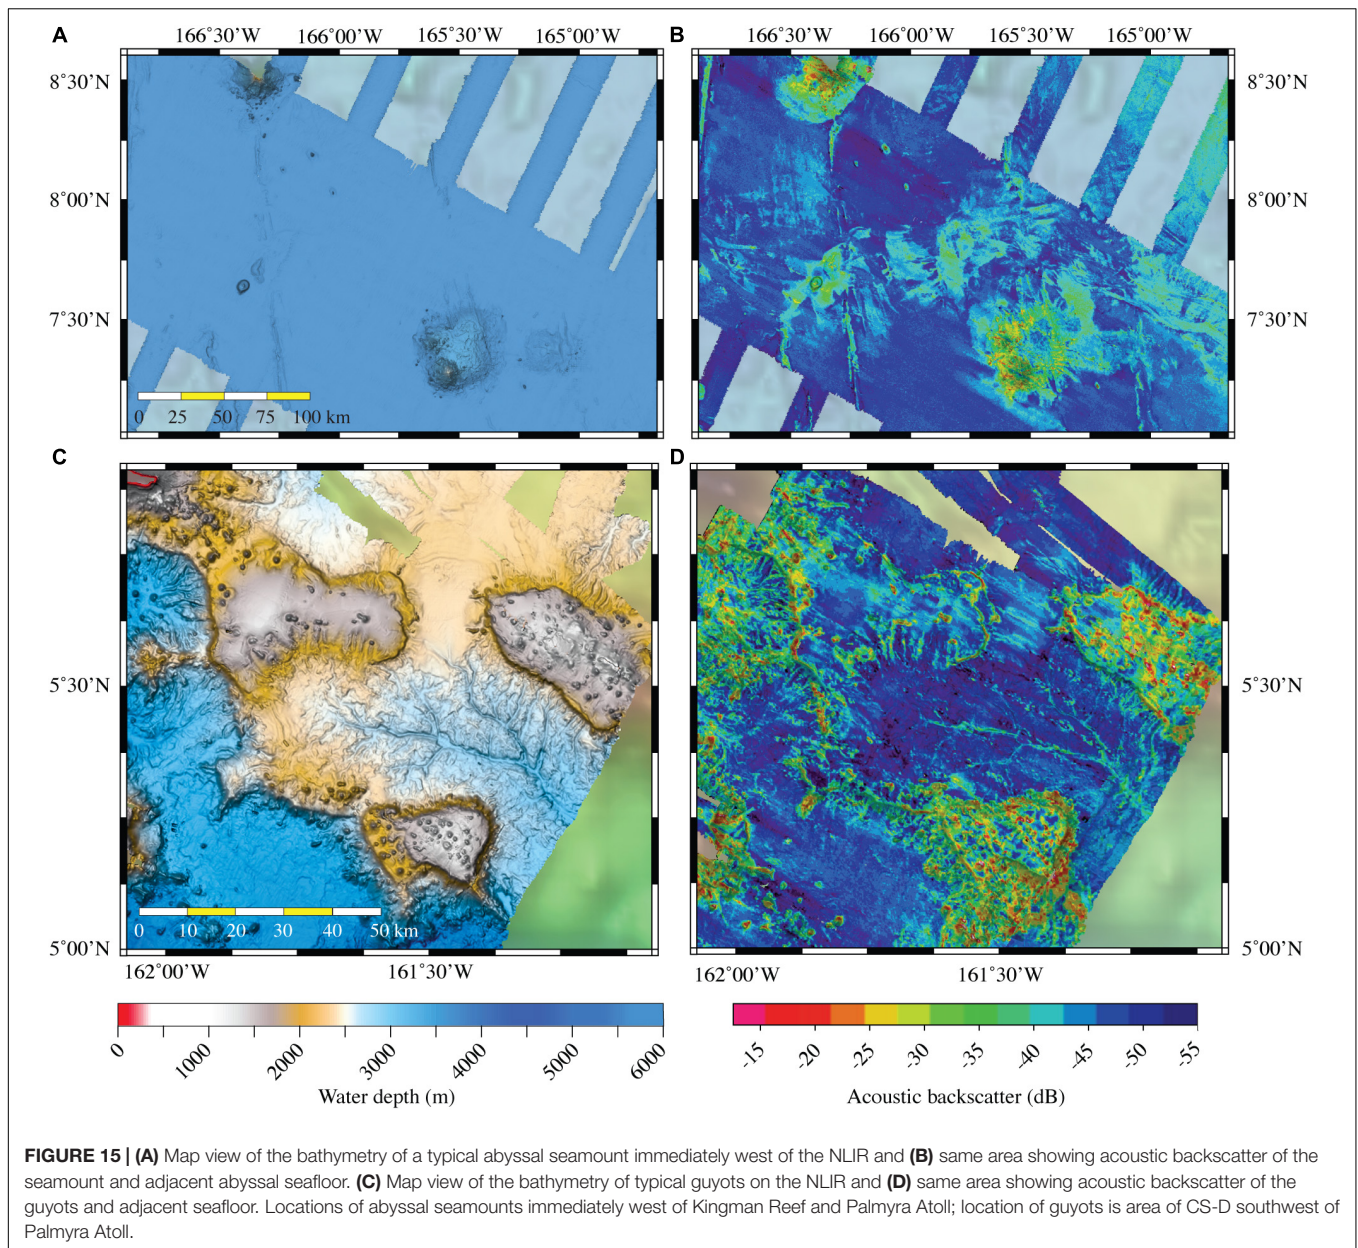 A
166°30'W 166°00'W 165°30'W 165°00'W
B
166°30'W 166°00'W 165°30'W 165°00'W
8°30'N
8°00'N
7°30'N
0 25 50 75 100 km
8°30'N
8°00'N
7°30'N
C
5°30'N
5°00'N
0 10 20 30 40 50 km
162°00'W 161°30'W
D
5°30'N
5°00'N
162°00'W 161°30'W
0 1000 2000 3000 4000 5000 6000
Water depth (m)
-15 -20 -25 -30 -35 -40 -45 -50 -55
Acoustic backscatter (dB)
FIGURE 15 | (A) Map view of the bathymetry of a typical abyssal seamount immediately west of the NLIR and (B) same area showing acoustic backscatter of the
seamount and adjacent abyssal seafloor. (C) Map view of the bathymetry of typical guyots on the NLIR and (D) same area showing acoustic backscatter of the
guyots and adjacent seafloor. Locations of abyssal seamounts immediately west of Kingman Reef and Palmyra Atoll; location of guyots is area of CS-D southwest of
Palmyra Atoll.